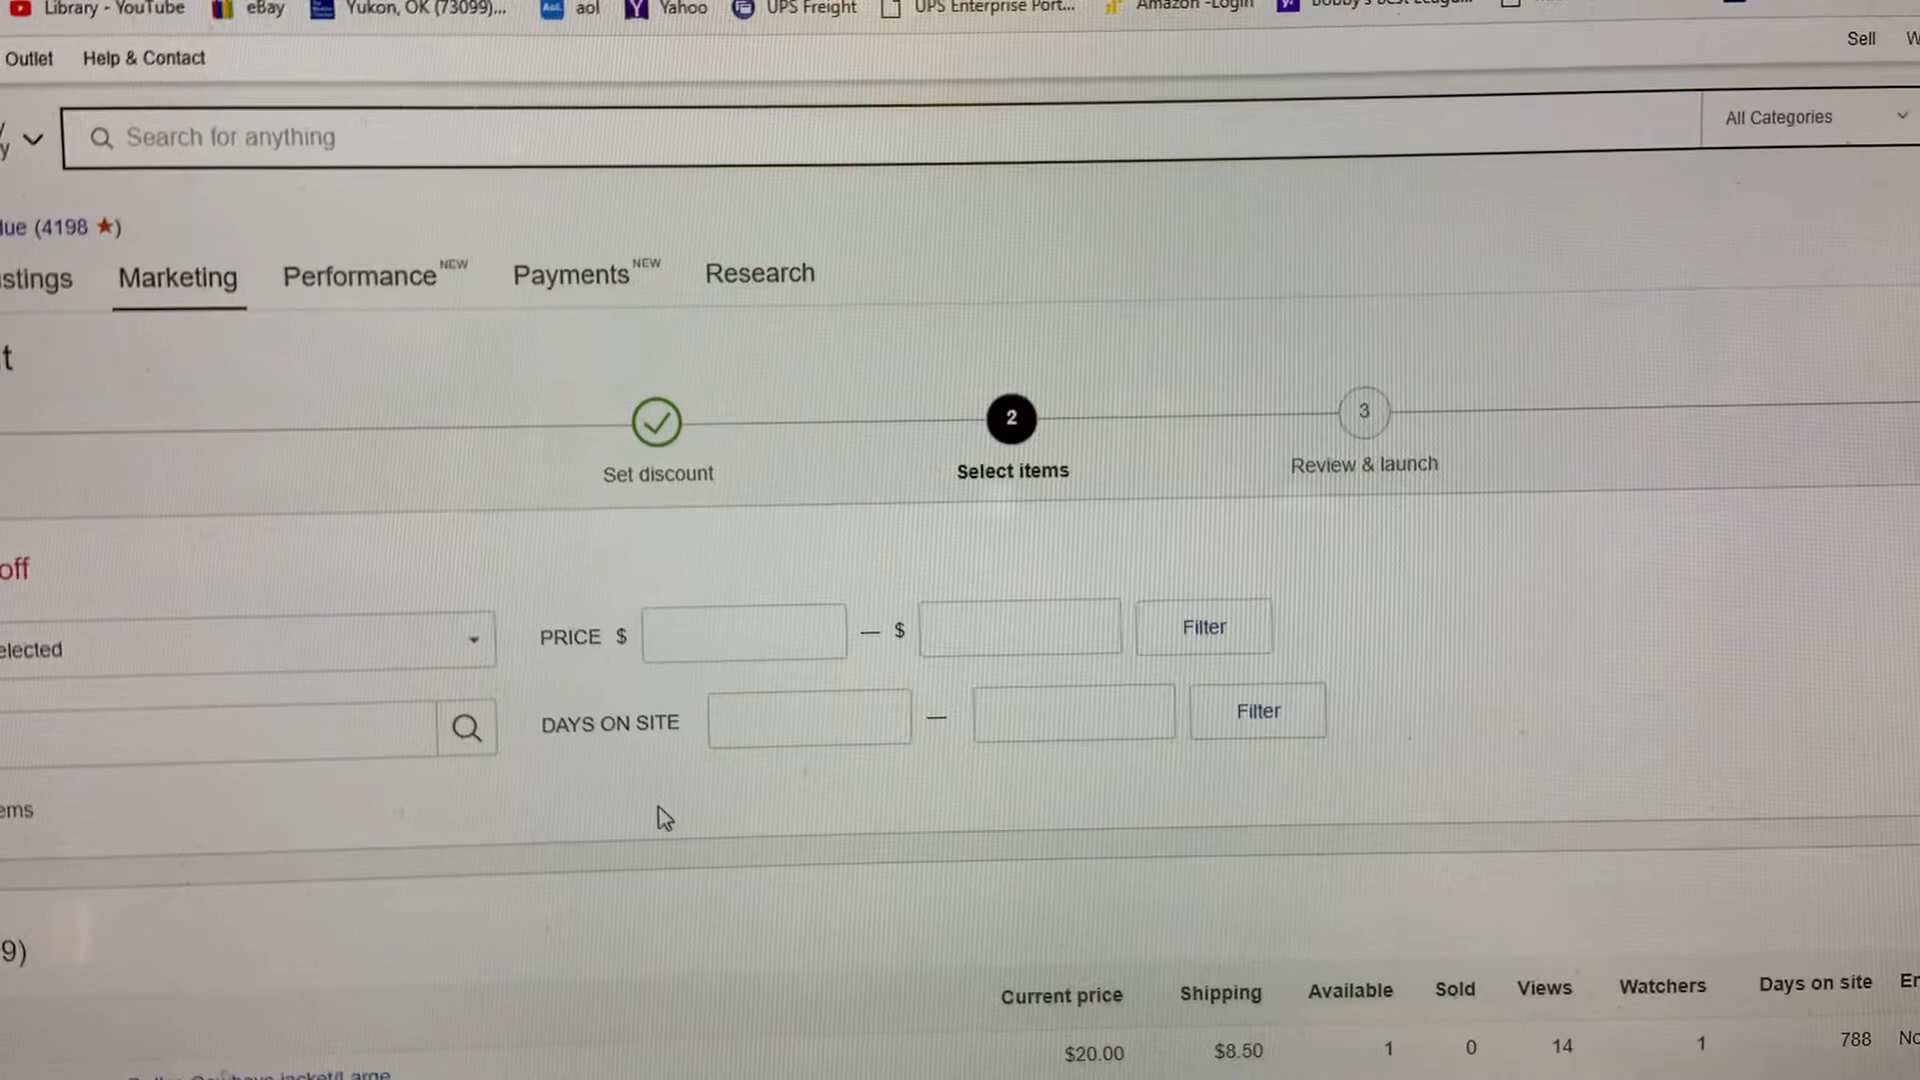 Library - YouTube eBay Yukon, OK (73099)... aol Yahoo UPS Freight UPS Enterprise Port... Amazon -Login
Outlet Help & Contact Sell
Search for anything All Categories
(4198 ★)
Marketing Performance NEW Payments NEW Research
t
2 3
Set discount Select items Review & launch
off
elected PRICE $ — $ Filter
DAYS ON SITE — Filter
ems
9)
Current price Shipping Available Sold Views Watchers Days on site
$20.00 $8.50 1 0 14 1 788